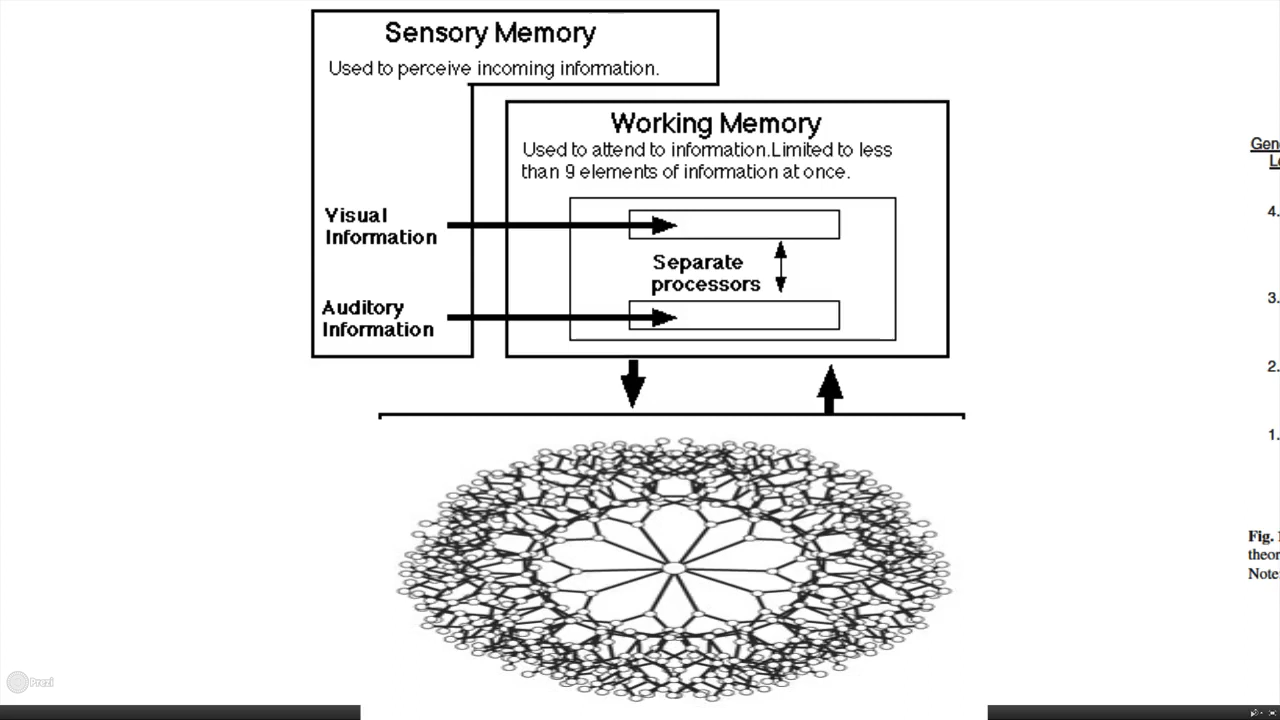 Sensory Memory
Used to perceive incoming information.
Working Memory
Used to attend to information.Limited to less
than 9 elements of information at once.
Visual
Information
Separate
processors
Auditory
Information
4.
3.
2.
1.
Fig.
Note:
Prezi